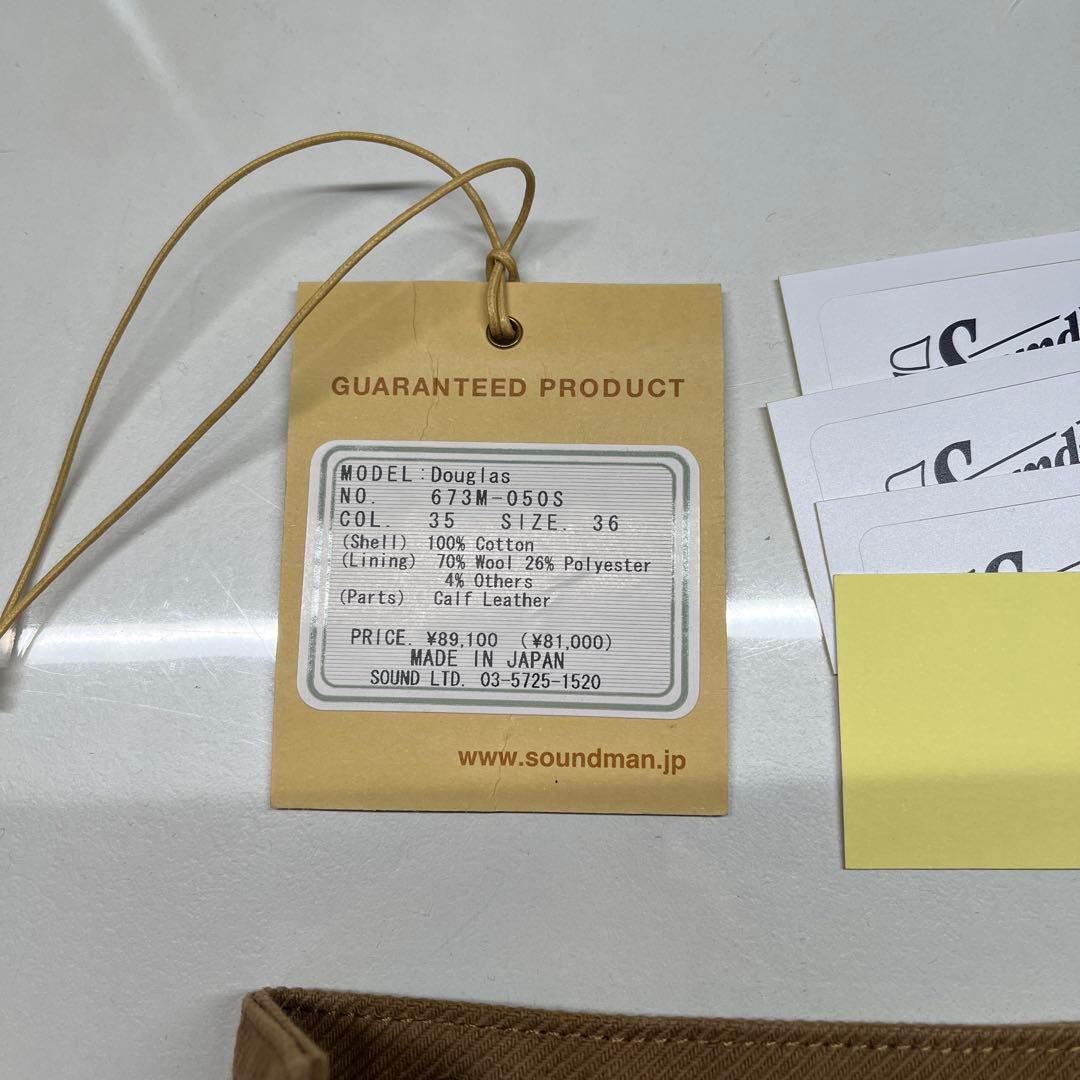 GUARANTEED PRODUCT
MODEL:Douglas
NO. 673M-050S
COL. 35 SIZE. 36
(Shell) 100% Cotton
(Lining) 70% Wool 26% Polyester
4% Others
(Parts) Calf Leather
PRICE. ¥89,100 (¥81,000)
MADE IN JAPAN
SOUND LTD. 03-5725-1520
www.soundman.jp
Sound
Sound